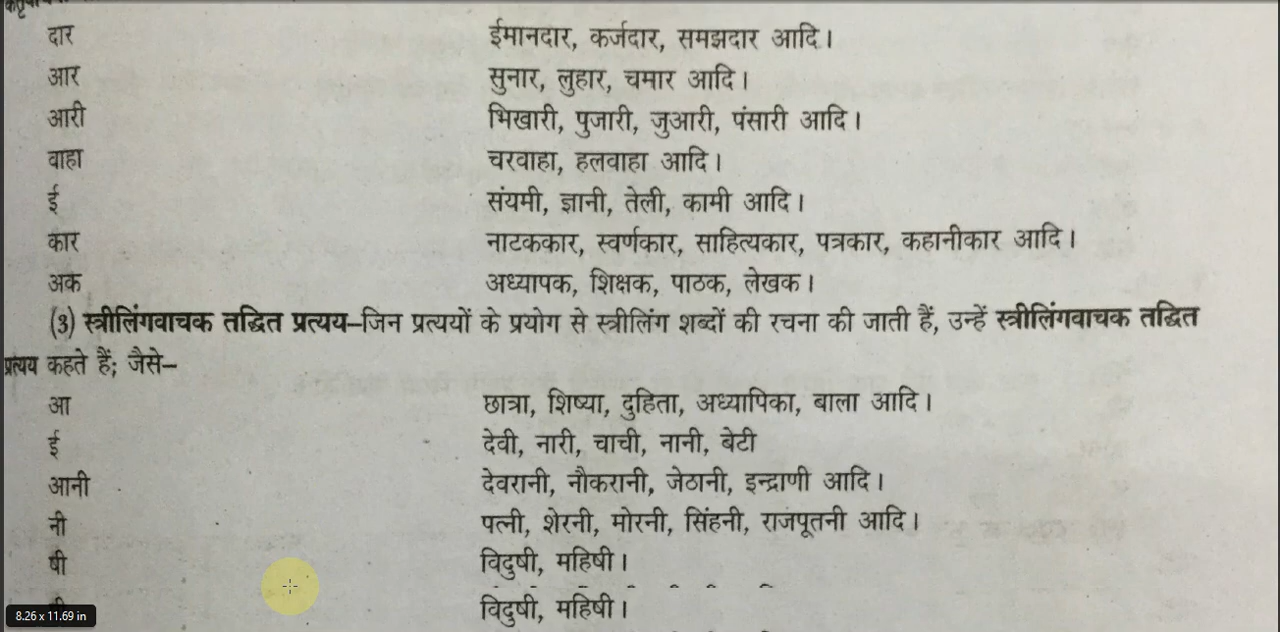 दार ईमानदार, कर्जदार, समझदार आदि।
आर सुनार, लुहार, चमार आदि।
आरी भिखारी, पुजारी, जुआरी, पंसारी आदि।
वाहा चरवाहा, हलवाहा आदि।
ई संयमी, ज्ञानी, तेली, कामी आदि।
कार नाटककार, स्वर्णकार, साहित्यकार, पत्रकार, कहानीकार आदि।
अक अध्यापक, शिक्षक, पाठक, लेखक।
(3) स्त्रीलिंगवाचक तद्धित प्रत्यय–जिन प्रत्ययों के प्रयोग से स्त्रीलिंग शब्दों की रचना की जाती हैं, उन्हें स्त्रीलिंगवाचक तद्धित
प्रत्यय कहते हैं; जैसे–
आ छात्रा, शिष्या, दुहिता, अध्यापिका, बाला आदि।
ई देवी, नारी, चाची, नानी, बेटी
आनी देवरानी, नौकरानी, जेठानी, इन्द्राणी आदि।
नी पत्नी, शेरनी, मोरनी, सिंहनी, राजपूतनी आदि।
षी विदुषी, महिषी।
विदुषी, महिषी।
8.26 x 11.69 in